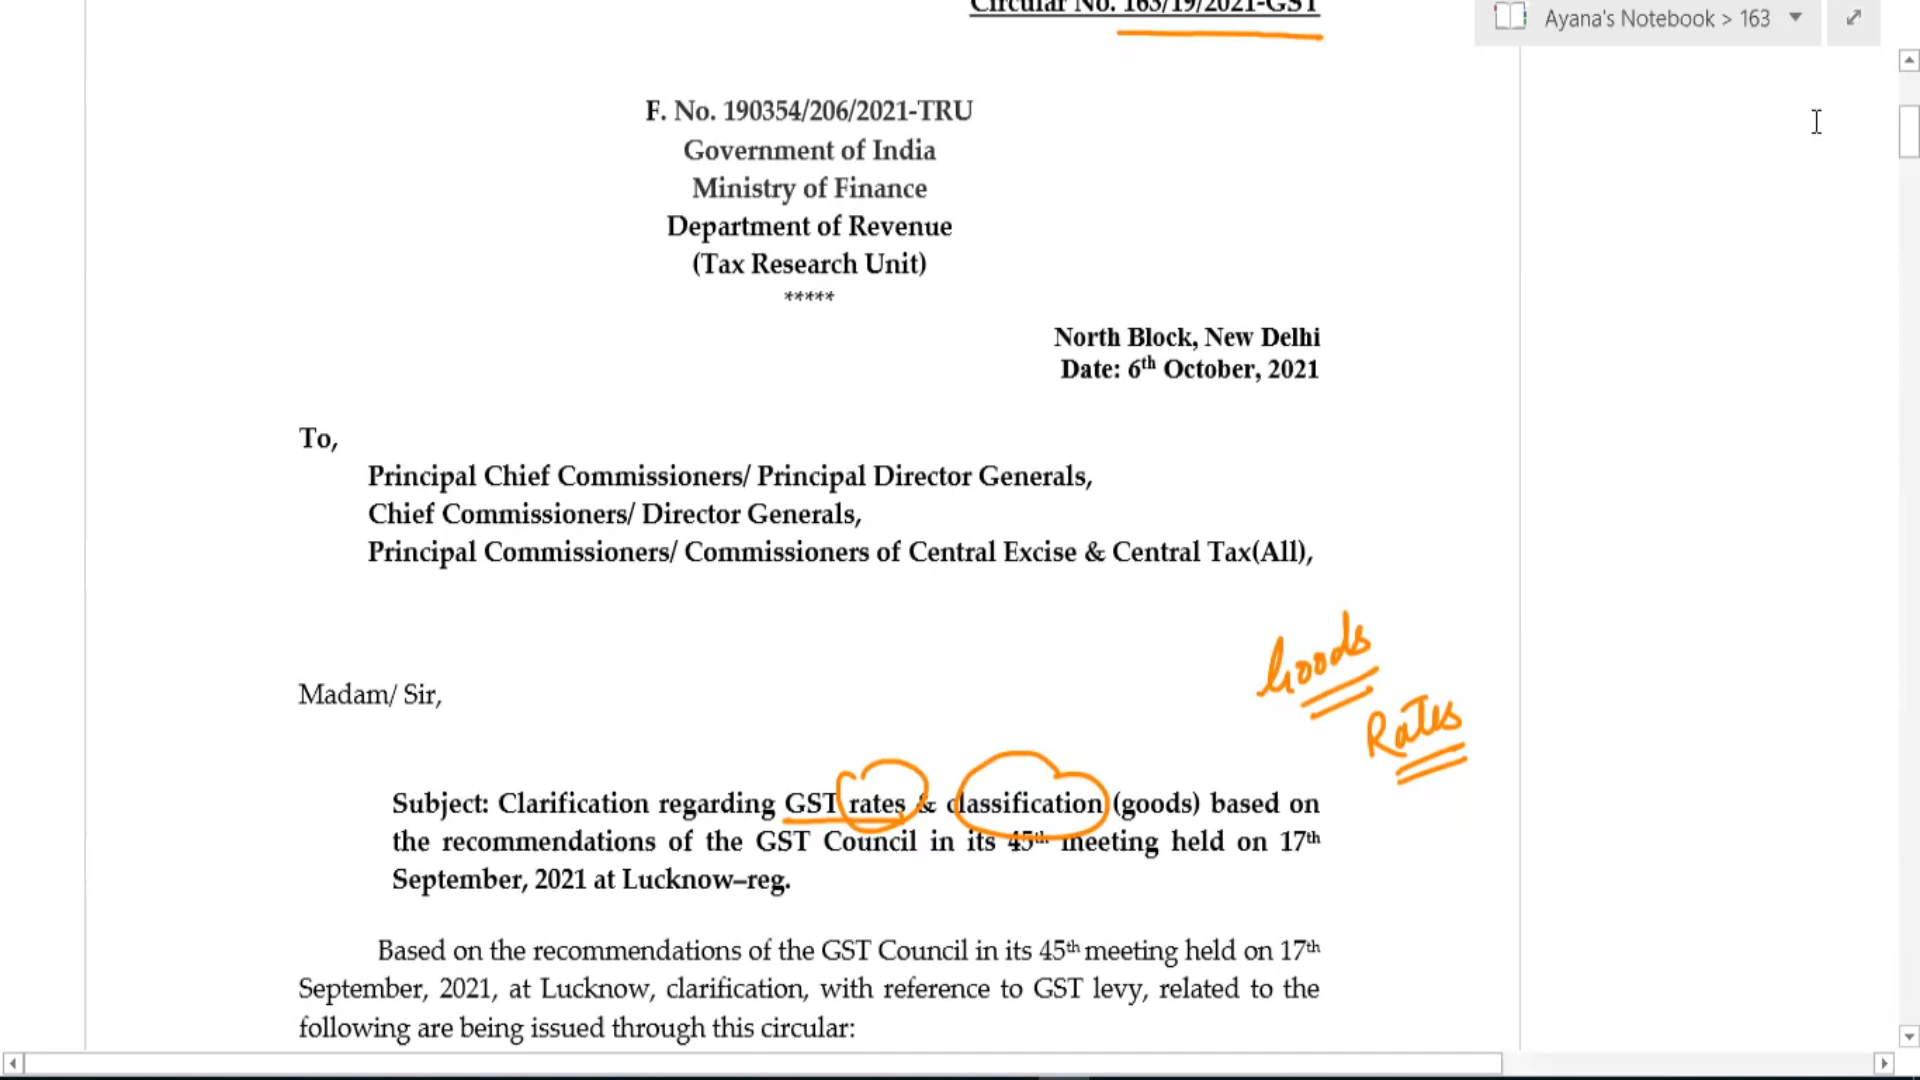 Circular No. 163/19/2021-GST
Ayana's Notebook > 163
F. No. 190354/206/2021-TRU
Government of India
Ministry of Finance
Department of Revenue
(Tax Research Unit)
*****
North Block, New Delhi
Date: 6th October, 2021
To,
Principal Chief Commissioners/ Principal Director Generals,
Chief Commissioners/ Director Generals,
Principal Commissioners/ Commissioners of Central Excise & Central Tax(All),
Goods
Madam/ Sir,
Rates
Subject: Clarification regarding GST rates & classification (goods) based on
the recommendations of the GST Council in its 45th meeting held on 17th
September, 2021 at Lucknow–reg.
Based on the recommendations of the GST Council in its 45th meeting held on 17th
September, 2021, at Lucknow, clarification, with reference to GST levy, related to the
following are being issued through this circular: